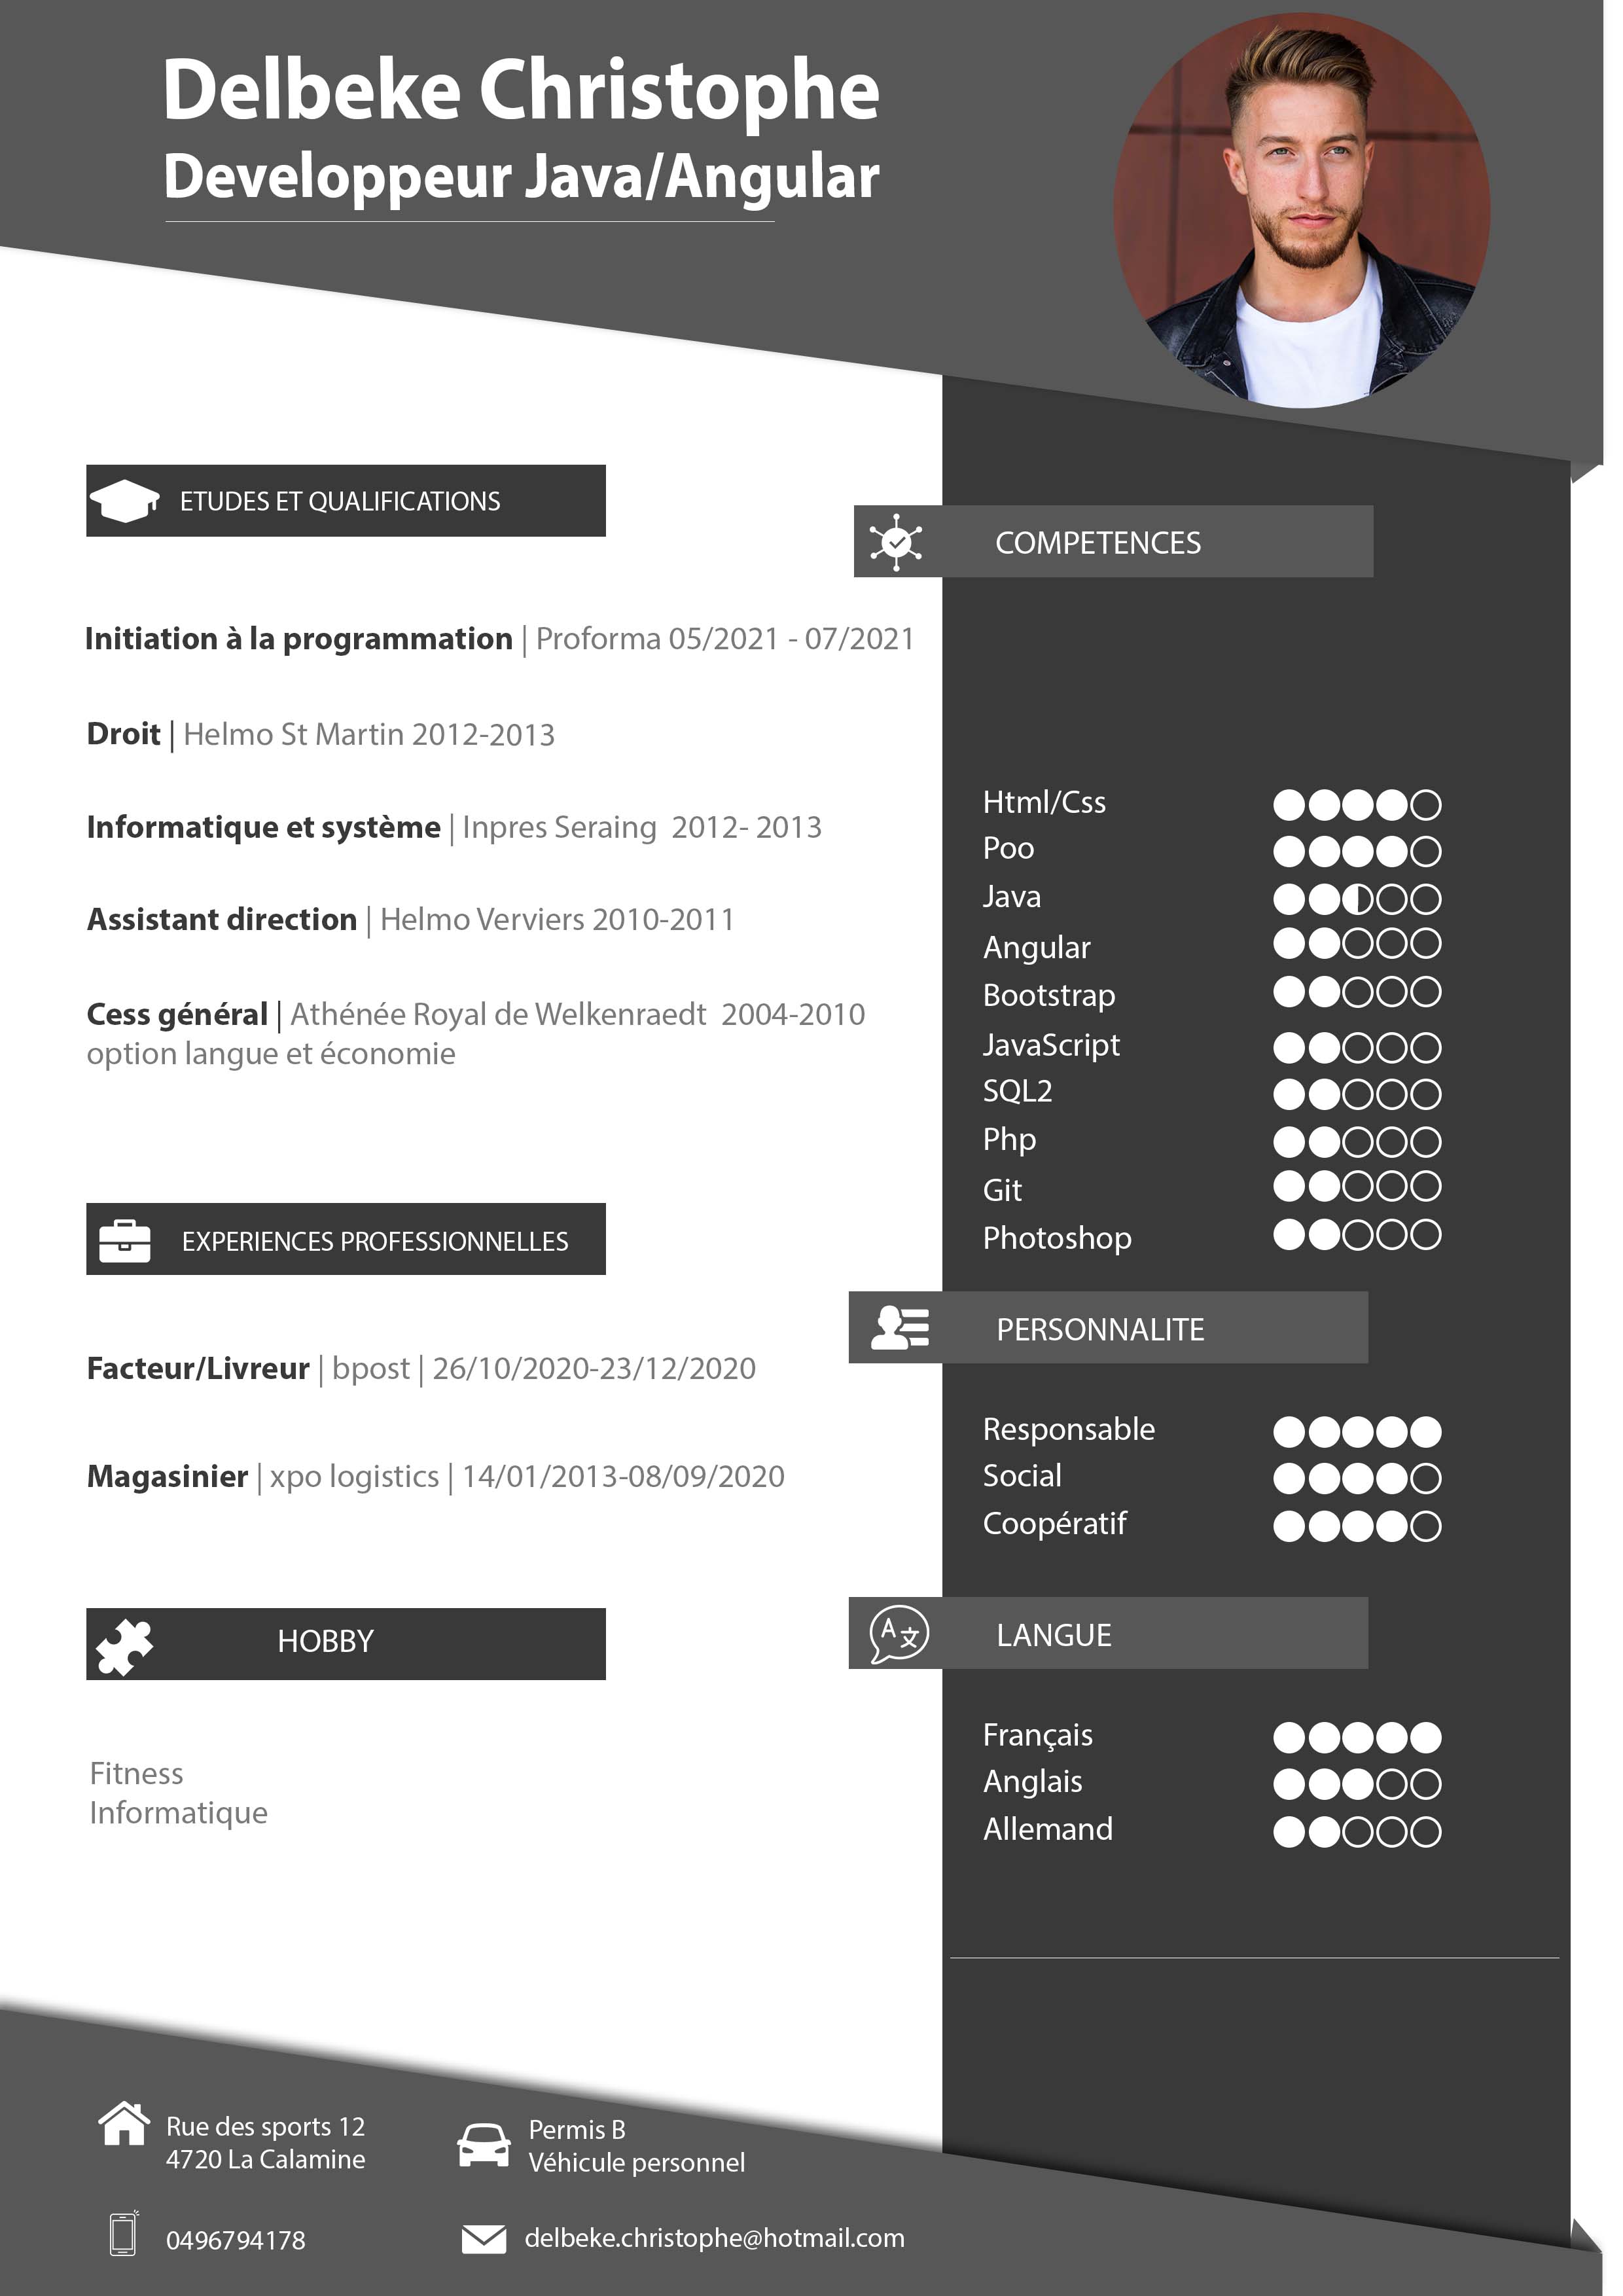 Delbeke Christophe
Developpeur Java/Angular
ETUDES ET QUALIFICATIONS
Initiation à la programmation | Proforma 05/2021 - 07/2021
Droit | Helmo St Martin 2012-2013
Informatique et système | Inpres Seraing 2012- 2013
Assistant direction | Helmo Verviers 2010-2011
Cess général | Athénée Royal de Welkenraedt 2004-2010
option langue et économie
EXPERIENCES PROFESSIONNELLES
Facteur/Livreur | bpost | 26/10/2020-23/12/2020
Magasinier | xpo logistics | 14/01/2013-08/09/2020
HOBBY
Fitness
Informatique
COMPETENCES
Html/Css
Poo
Java
Angular
Bootstrap
JavaScript
SQL2
Php
Git
Photoshop
PERSONNALITE
Responsable
Social
Coopératif
LANGUE
Français
Anglais
Allemand
Rue des sports 12
4720 La Calamine
Permis B
Véhicule personnel
0496794178
delbeke.christophe@hotmail.com